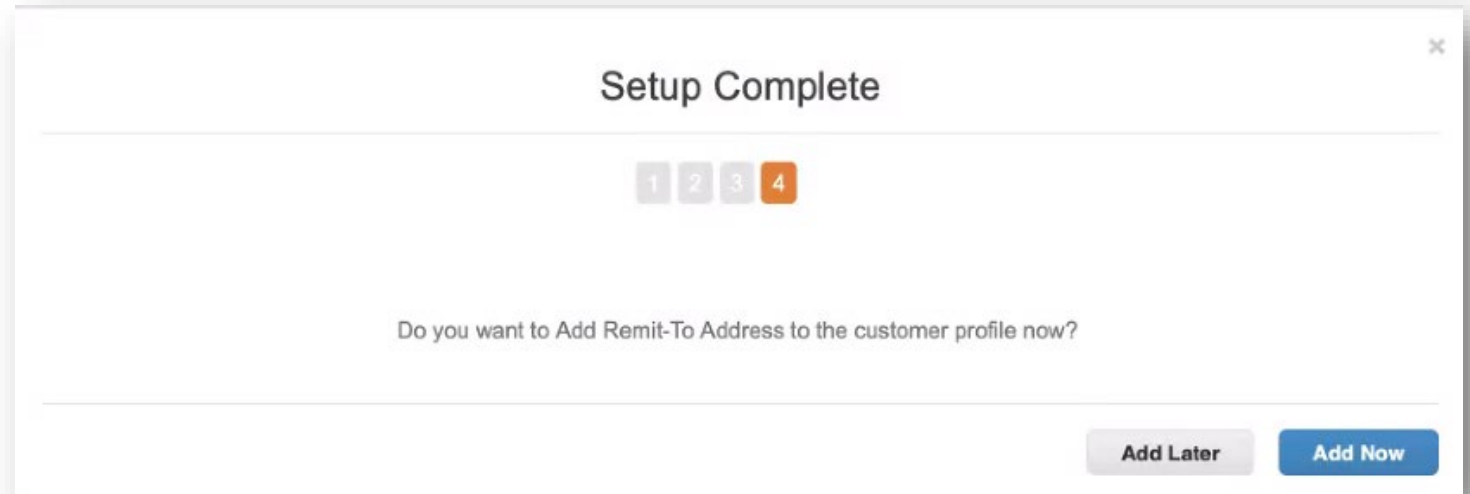 Setup Complete
1 2 3 4
Do you want to Add Remit-To Address to the customer profile now?
Add Later Add Now